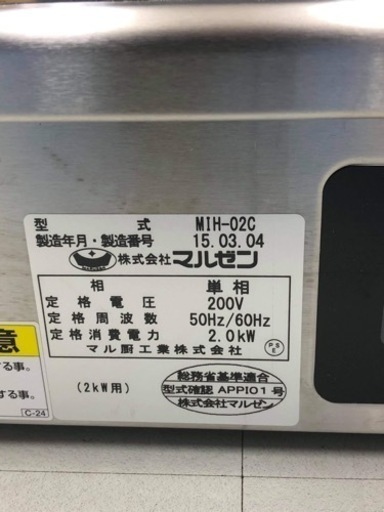 型 式 MIH-02C
製造年月・製造番号 15.03.04
株式会社マルゼン
相 単相
定格電圧 200V
定格周波数 50Hz/60Hz
定格消費電力 2.0kW
マル厨工業株式会社
PSE
(2kW用)
総務省基準適合
型式確認 APPI01号
株式会社マルゼン
意
する事。
する事。
C-24